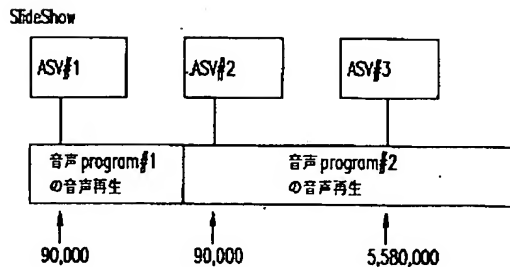 SlideShow
ASV#1
ASV#2
ASV#3
音声program#1
の音声再生
音声program#2
の音声再生
90,000
90,000
5,580,000